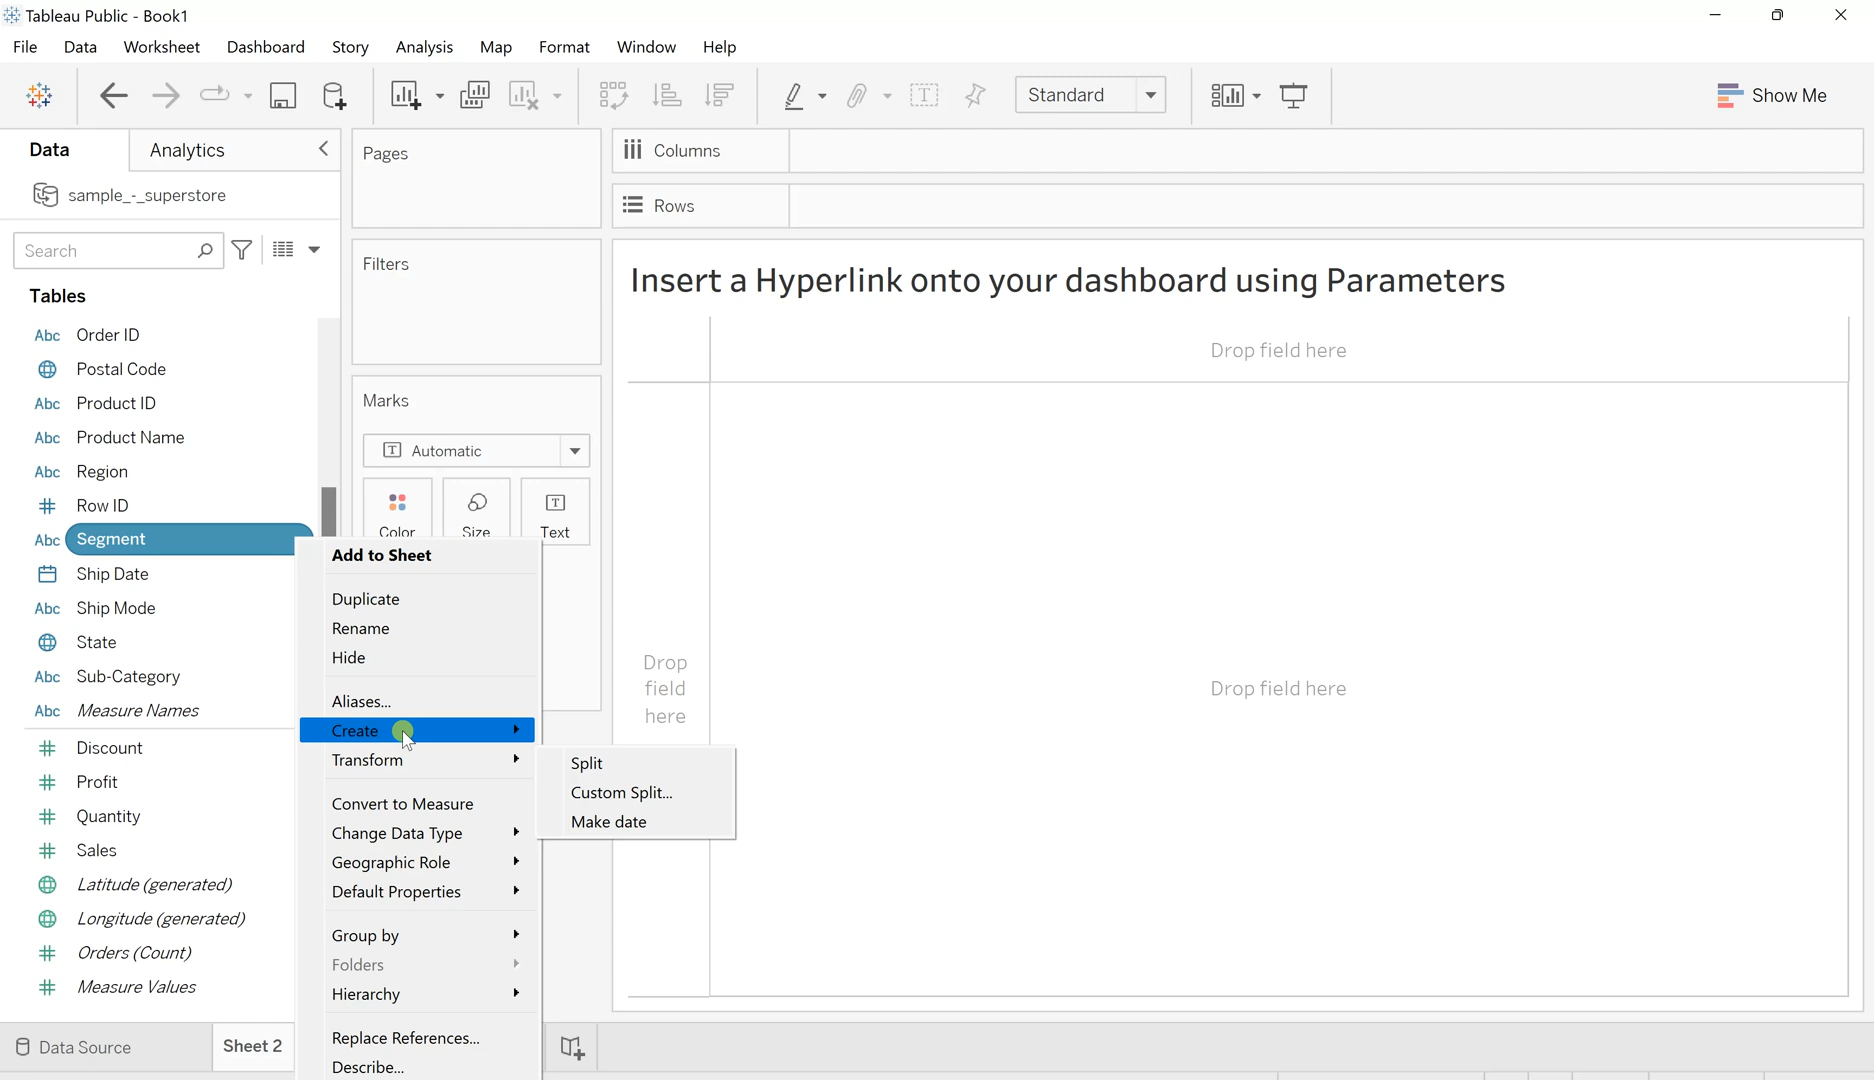 Tableau Public - Book1
File Data Worksheet Dashboard Story Analysis Map Format Window Help
Standard
Show Me
Data Analytics
sample_-_superstore
Search
Tables
Abc Order ID
Postal Code
Abc Product ID
Abc Product Name
Abc Region
Row ID
Abc Segment
Ship Date
Abc Ship Mode
State
Abc Sub-Category
Abc Measure Names
Discount
Profit
Quantity
Sales
Latitude (generated)
Longitude (generated)
Orders (Count)
Measure Values
Pages
Filters
Marks
Automatic
Color Size Text
Columns
Rows
Insert a Hyperlink onto your dashboard using Parameters
Drop field here
Drop
field
here
Drop field here
Add to Sheet
Duplicate
Rename
Hide
Aliases...
Create
Transform
Convert to Measure
Change Data Type
Geographic Role
Default Properties
Group by
Folders
Hierarchy
Replace References...
Describe...
Split
Custom Split...
Make date
Data Source
Sheet 2